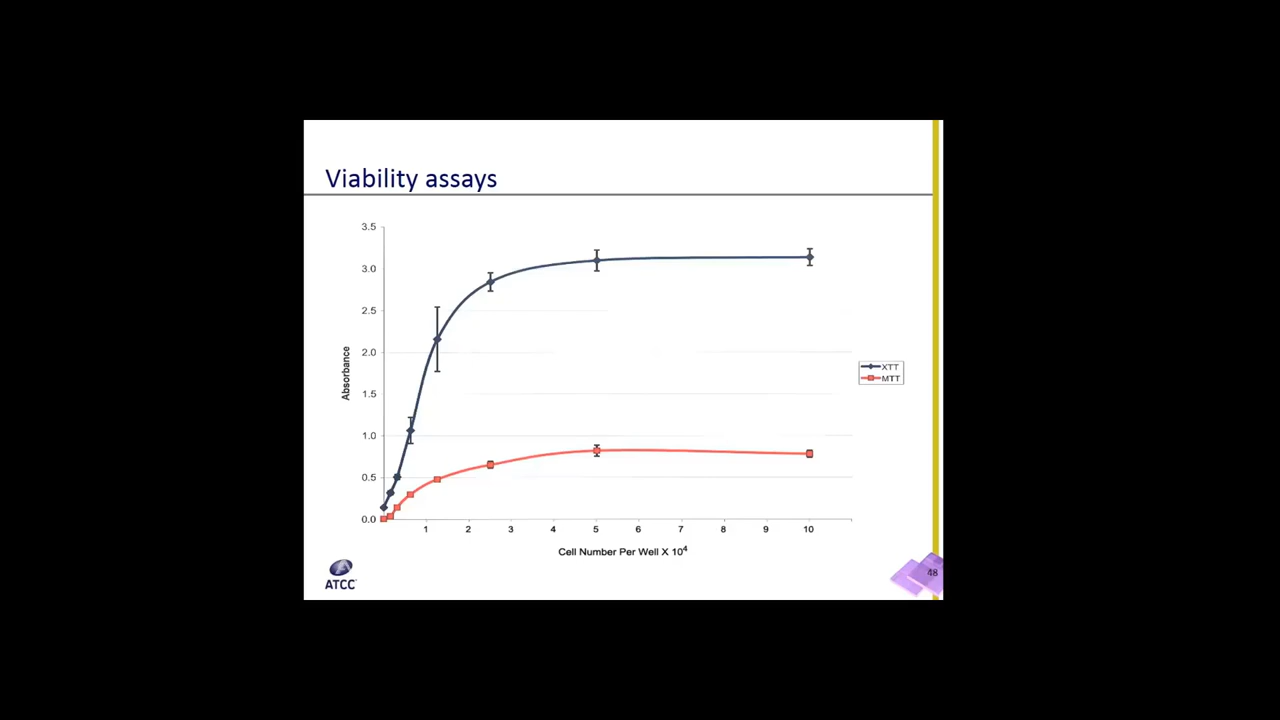 Viability assays
3.5
3.0
2.5
2.0
1.5
1.0
0.5
0.0
Absorbance
1 2 3 4 5 6 7 8 9 10
Cell Number Per Well X 10⁴
XTT
MTT
ATCC
48